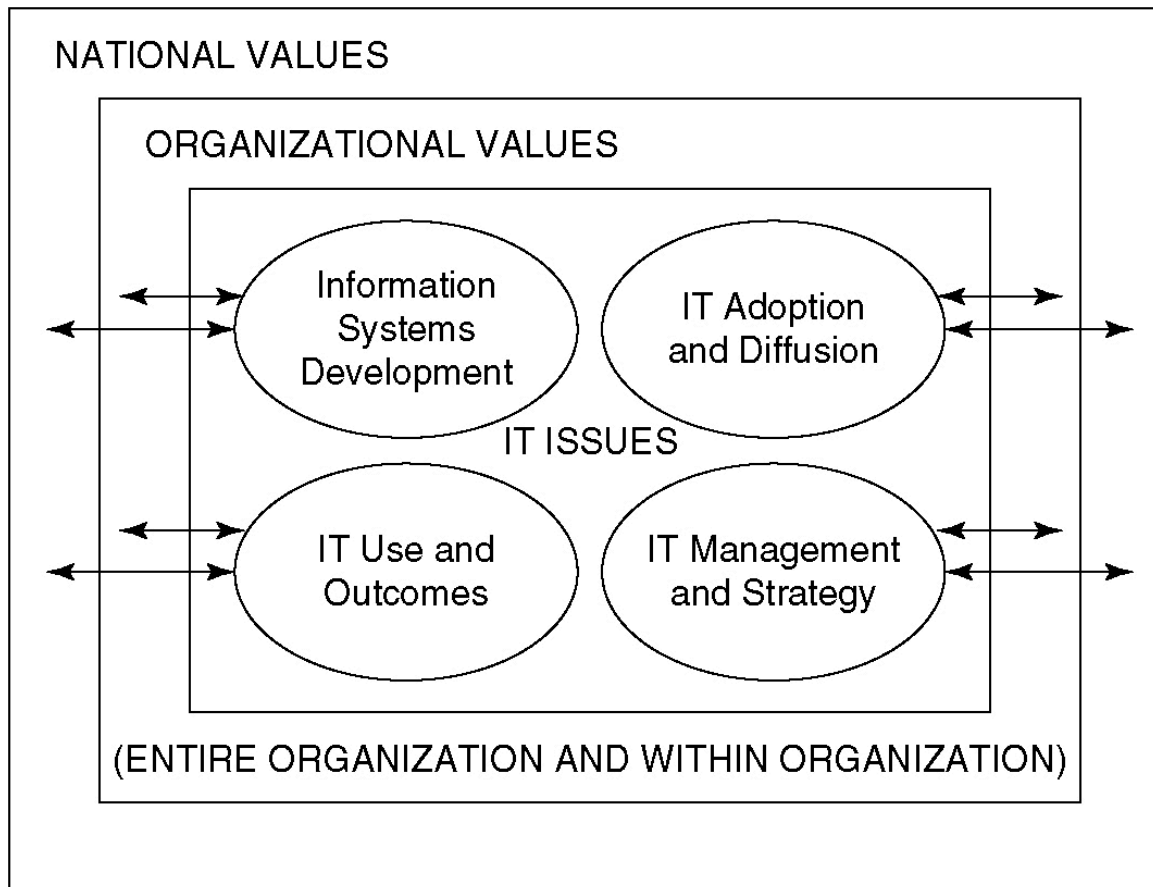 NATIONAL VALUES
ORGANIZATIONAL VALUES
Information
Systems
Development
IT Adoption
and Diffusion
IT ISSUES
IT Use and
Outcomes
IT Management
and Strategy
(ENTIRE ORGANIZATION AND WITHIN ORGANIZATION)